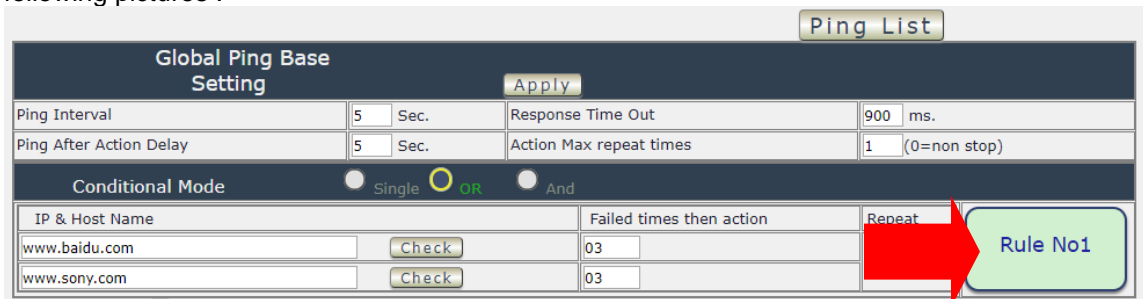 Ping List
Global Ping Base
Setting
Apply
Ping Interval 5 Sec. Response Time Out 900 ms.
Ping After Action Delay 5 Sec. Action Max repeat times 1 (0=non stop)
Conditional Mode Single OR And
IP & Host Name Failed times then action Repeat
www.baidu.com Check 03
www.sony.com Check 03
Rule No1